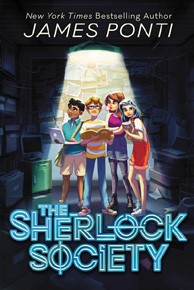 New York Times Bestselling Author
JAMES PONTI
THE
SHERLOCK
SOCIETY